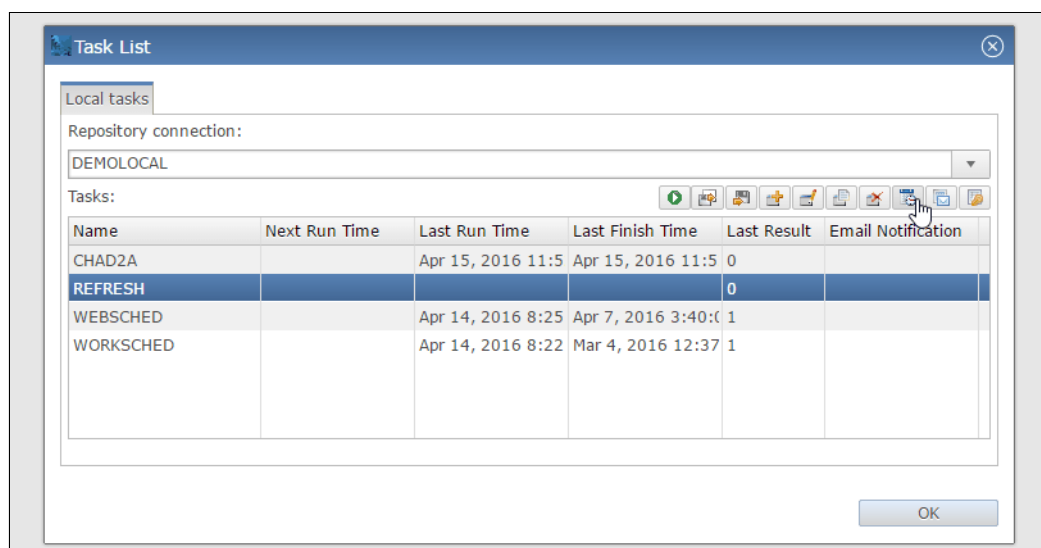 Task List
Local tasks
Repository connection:
DEMOLOCAL
Tasks:
Name Next Run Time Last Run Time Last Finish Time Last Result Email Notification
CHAD2A Apr 15, 2016 11:5 Apr 15, 2016 11:5 0
REFRESH 0
WEBSCHED Apr 14, 2016 8:25 Apr 7, 2016 3:40:( 1
WORKSCHED Apr 14, 2016 8:22 Mar 4, 2016 12:37 1
OK